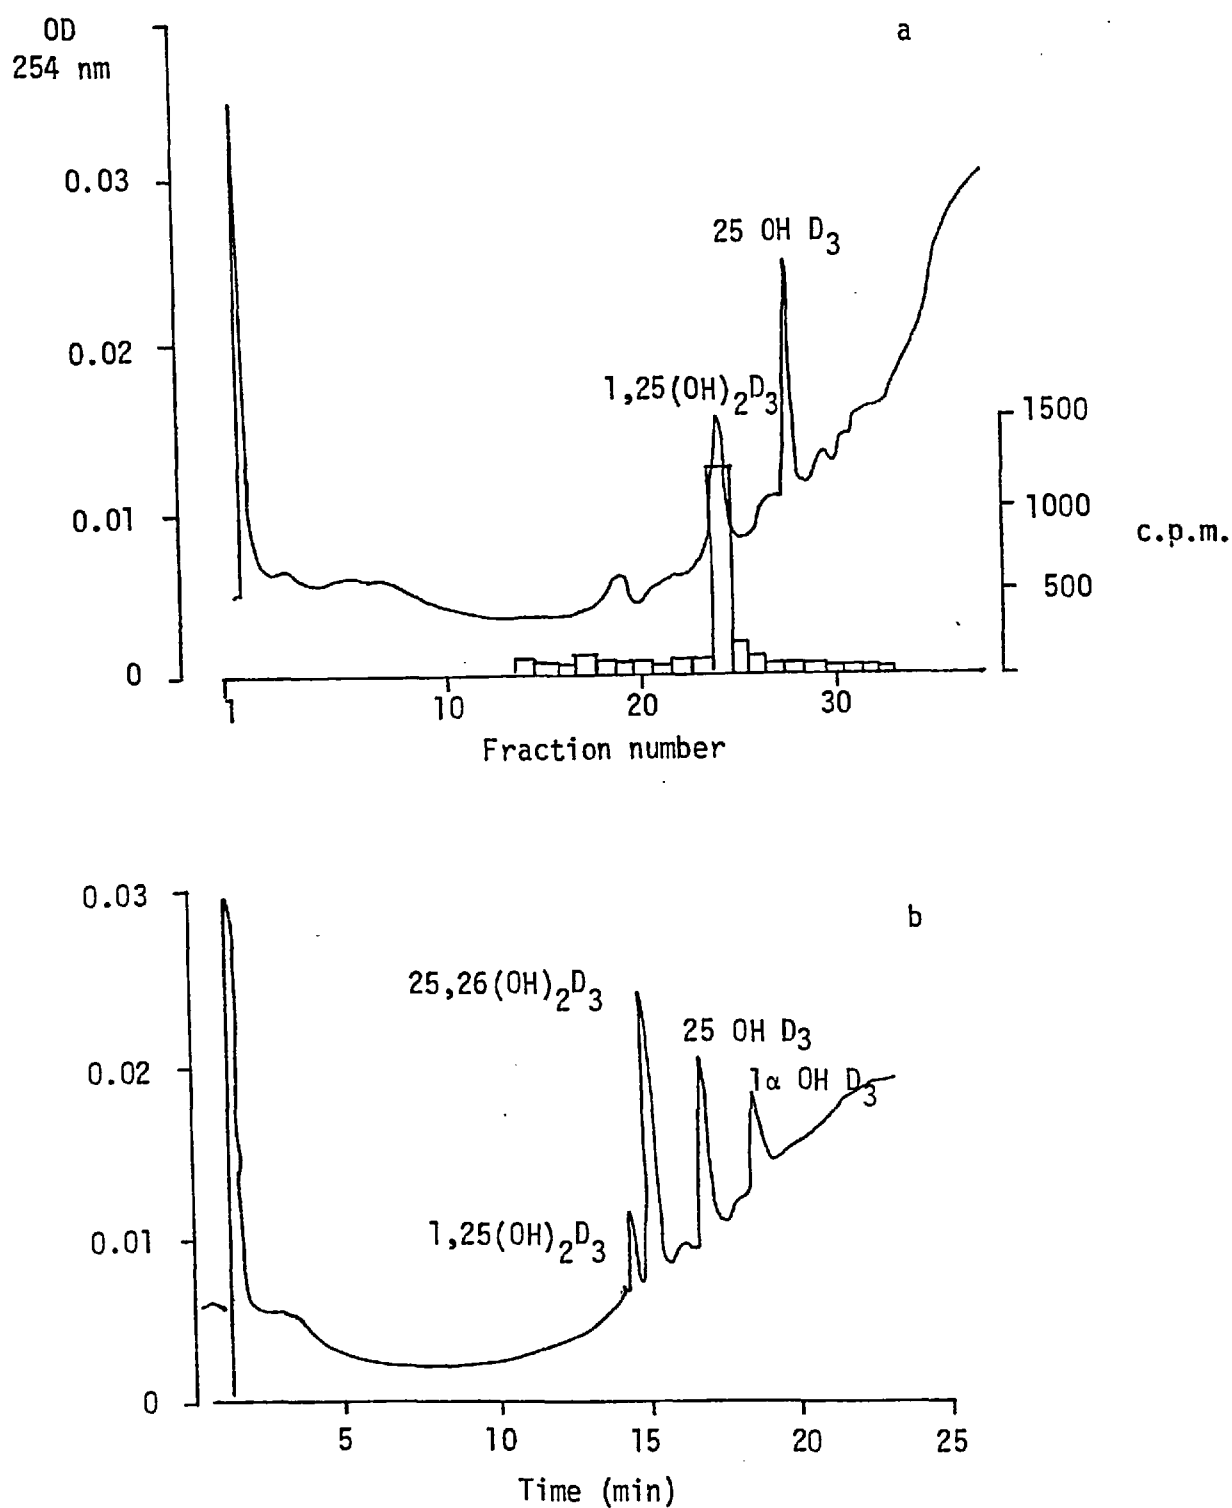 OD
254 nm
a
0.03
25 OH D3
0.02
1,25(OH)2D3
1500
0.01
1000
c.p.m.
500
0
1
10
20
30
Fraction number
0.03
b
25,26(OH)2D3
25 OH D3
0.02
1α OH D3
1,25(OH)2D3
0.01
0
5
10
15
20
25
Time (min)